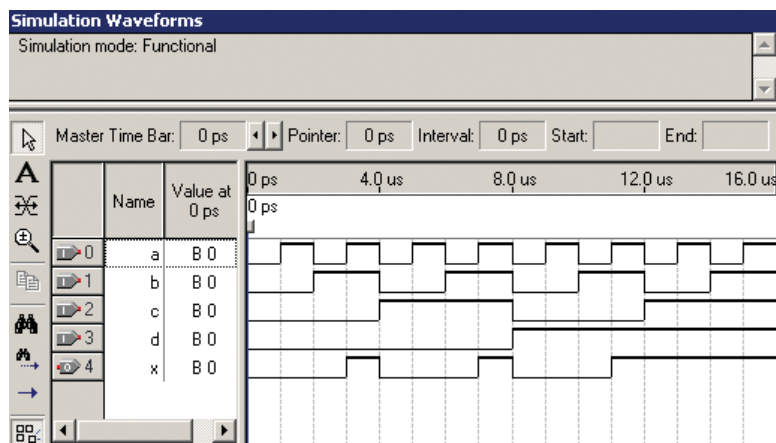 Simulation Waveforms
Simulation mode: Functional
Master Time Bar: 0 ps Pointer: 0 ps Interval: 0 ps Start: End:
A
Name Value at 0 ps 0 ps 4.0 us 8.0 us 12.0 us 16.0 us
0 ps
0 a B 0
1 b B 0
2 c B 0
3 d B 0
4 x B 0